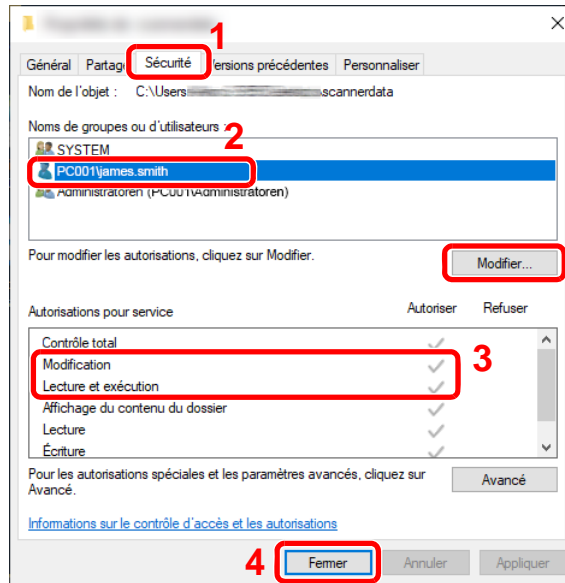 1
Général Partage Sécurité Versions précédentes Personnaliser
Nom de l'objet : C:\Users scannerdata
Noms de groupes ou d'utilisateurs :
2
SYSTEM
PC001\james.smith
Administratoren (PC001\Administratoren)
Pour modifier les autorisations, cliquez sur Modifier.
Modifier...
Autorisations pour service Autoriser Refuser
Contrôle total
3
Modification
Lecture et exécution
Affichage du contenu du dossier
Lecture
Écriture
Pour les autorisations spéciales et les paramètres avancés, cliquez sur
Avancé.
Avancé
Informations sur le contrôle d'accès et les autorisations
4 Fermer Annuler Appliquer